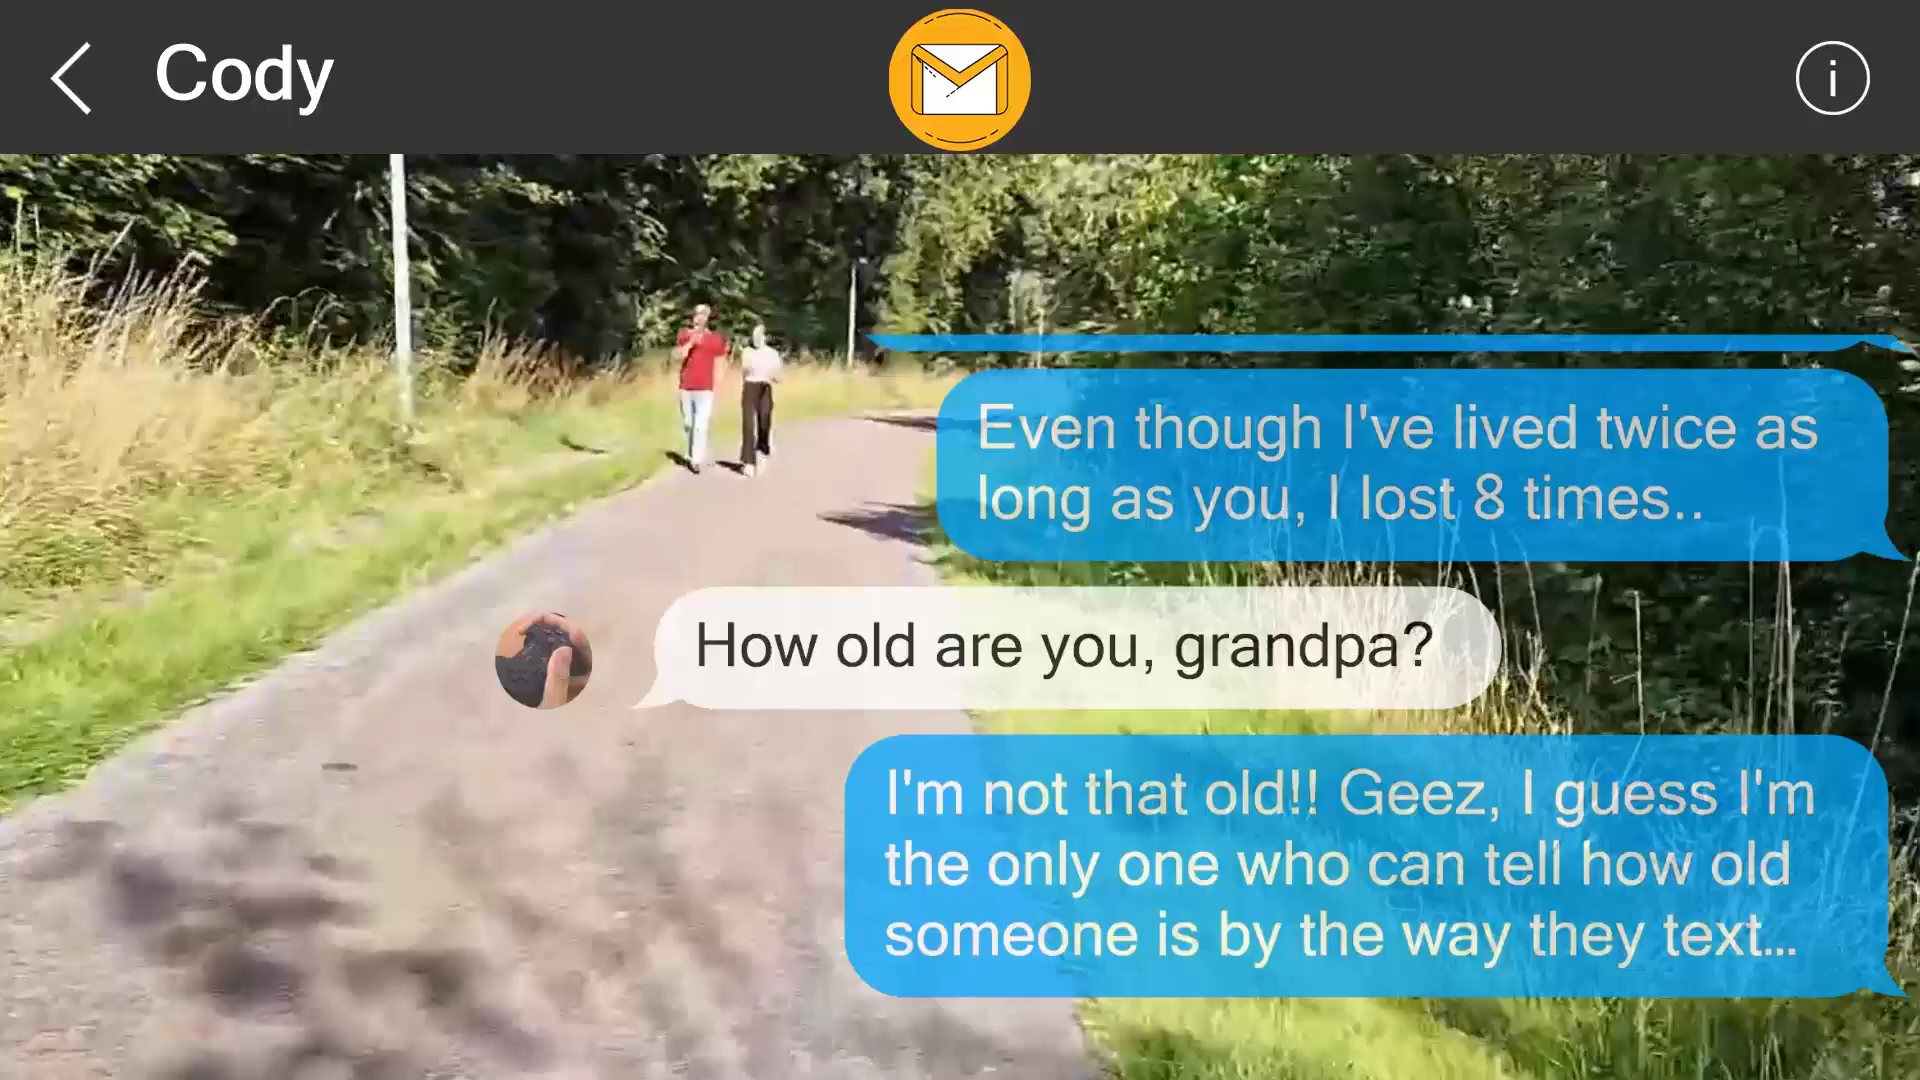 Cody
i
Even though I've lived twice as
long as you, I lost 8 times..
How old are you, grandpa?
I'm not that old!! Geez, I guess I'm
the only one who can tell how old
someone is by the way they text...